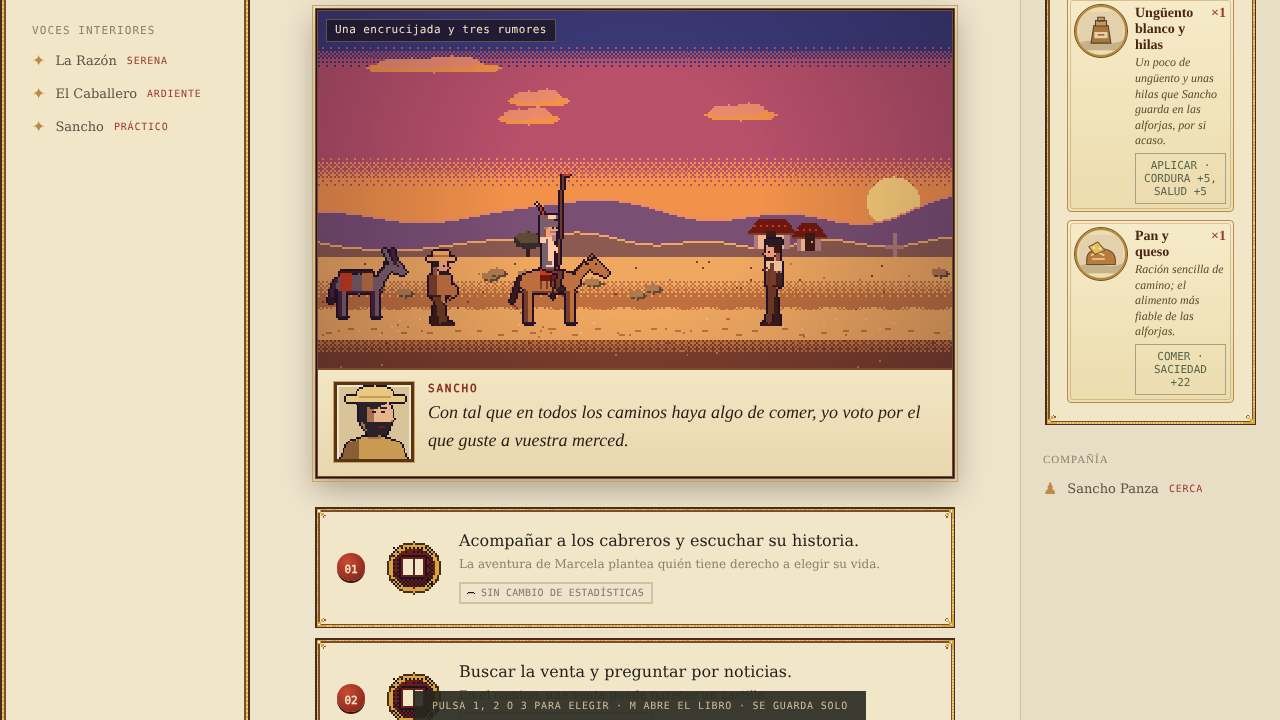 VOCES INTERIORES
✦ La Razón SERENA
✦ El Caballero ARDIENTE
✦ Sancho PRÁCTICO
Una encrucijada y tres rumores
SANCHO
Con tal que en todos los caminos haya algo de comer, yo voto por el
que guste a vuestra merced.
01
Acompañar a los cabreros y escuchar su historia.
La aventura de Marcela plantea quién tiene derecho a elegir su vida.
SIN CAMBIO DE ESTADÍSTICAS
02
Buscar la venta y preguntar por noticias.
PULSA 1, 2 O 3 PARA ELEGIR · M ABRE EL LIBRO · SE GUARDA SOLO
Ungüento ×1
blanco y
hilas
Un poco de
ungüento y unas
hilas que Sancho
guarda en las
alforjas, por si
acaso.
APLICAR ·
CORDURA +5,
SALUD +5
Pan y ×1
queso
Ración sencilla de
camino; el
alimento más
fiable de las
alforjas.
COMER ·
SACIEDAD
+22
COMPAÑÍA
Sancho Panza CERCA